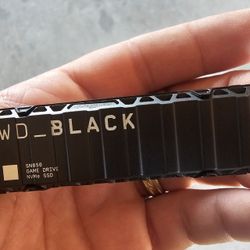 WD_BLACK
SN850
GAME DRIVE
NVMe SSD